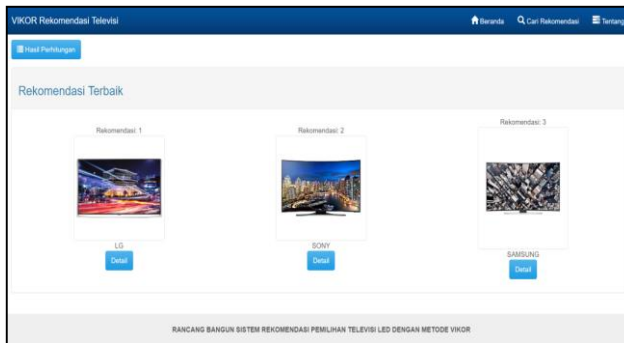 VIKOR Rekomendasi Televisi
Beranda
Cari Rekomendasi
Tentang
Hasil Perhitungan
Rekomendasi Terbaik
Rekomendasi: 1
LG
Detail
Rekomendasi: 2
SONY
Detail
Rekomendasi: 3
SAMSUNG
Detail
RANCANG BANGUN SISTEM REKOMENDASI PEMILIHAN TELEVISI LED DENGAN METODE VIKOR